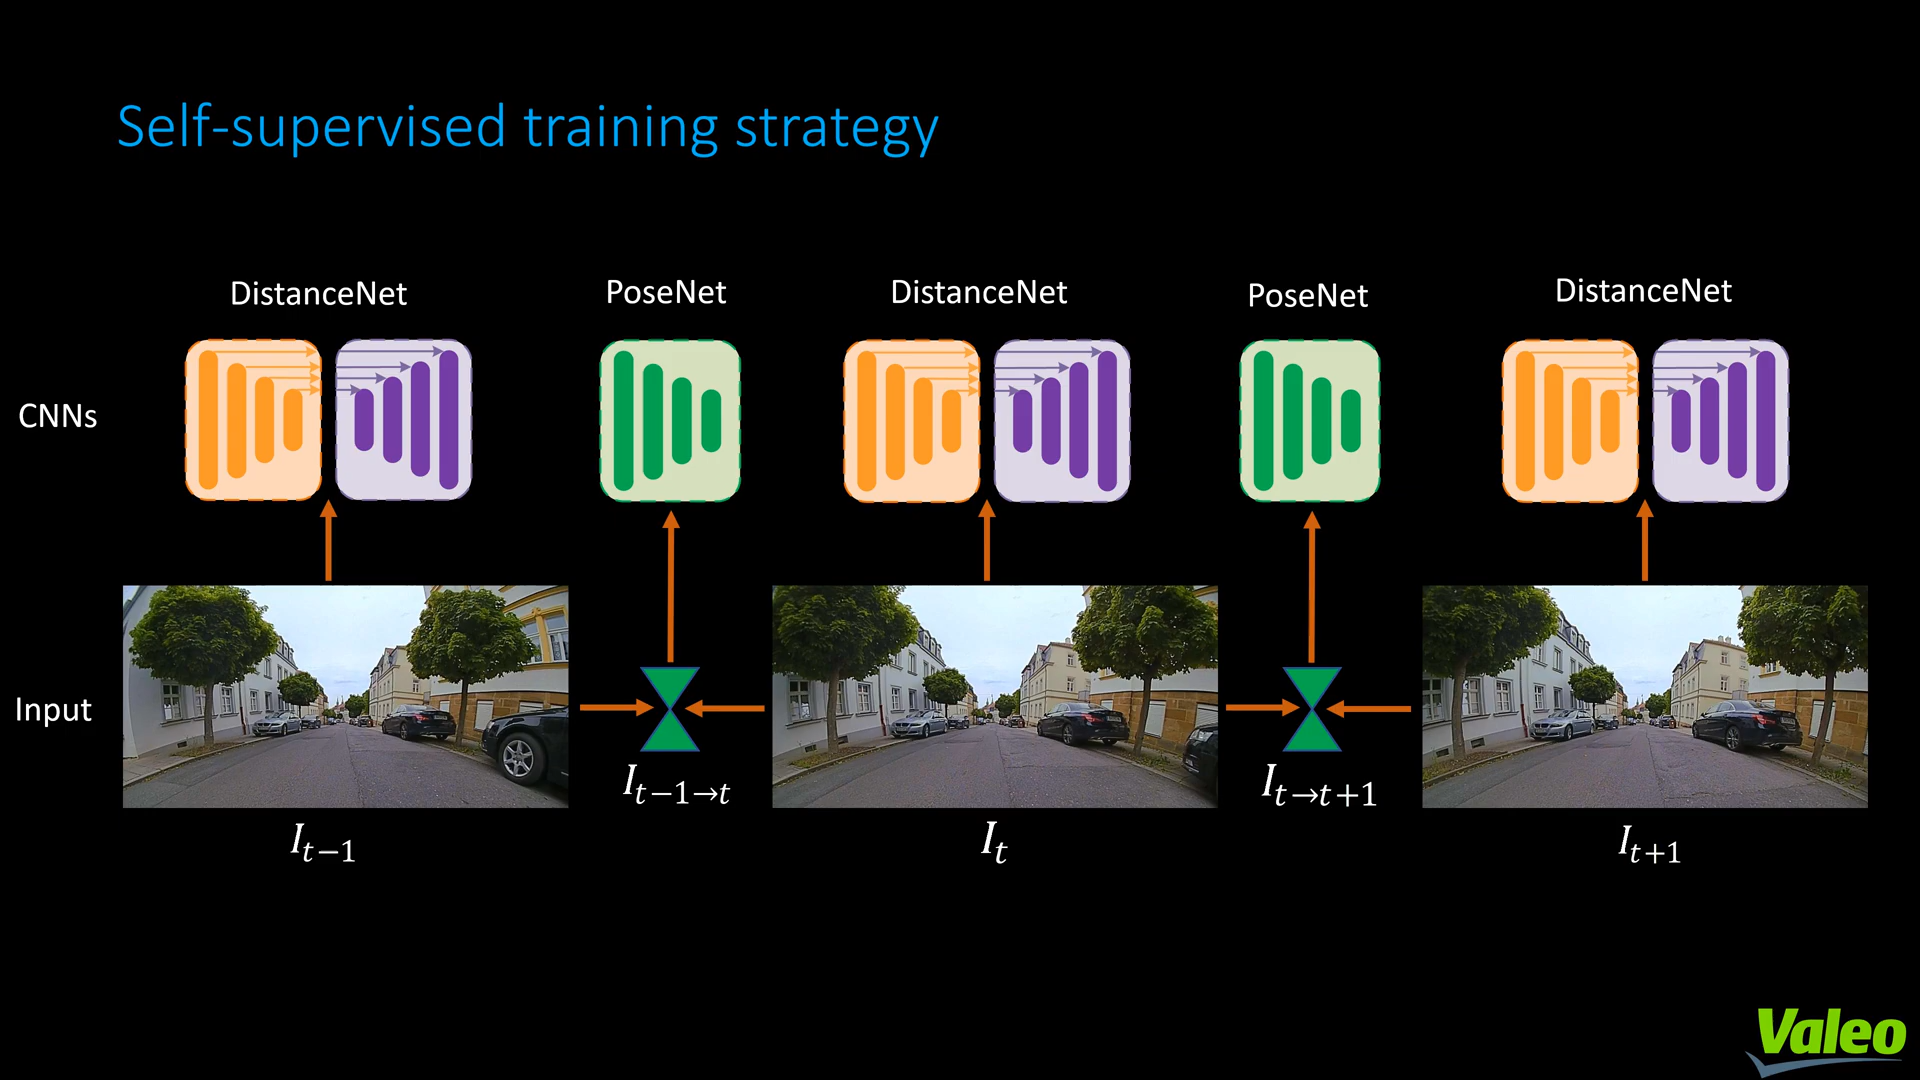 Self-supervised training strategy
DistanceNet
PoseNet
DistanceNet
PoseNet
DistanceNet
CNNs
Input
I_{t−1→t}
I_{t→t+1}
I_{t−1}
I_t
I_{t+1}
Valeo